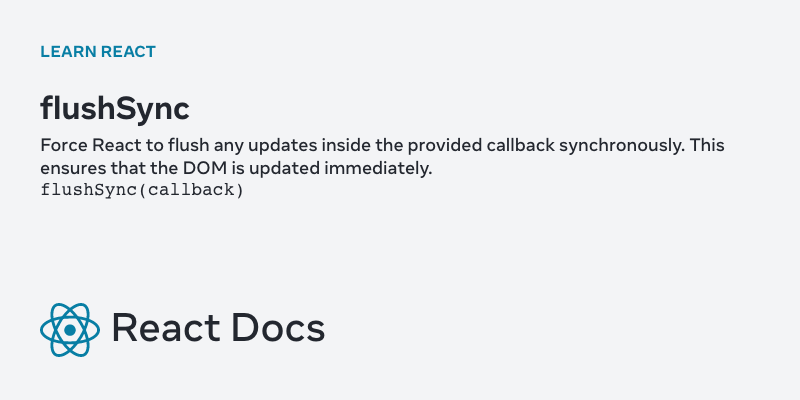 LEARN REACT
flushSync
Force React to flush any updates inside the provided callback synchronously. This
ensures that the DOM is updated immediately.
flushSync(callback)
React Docs